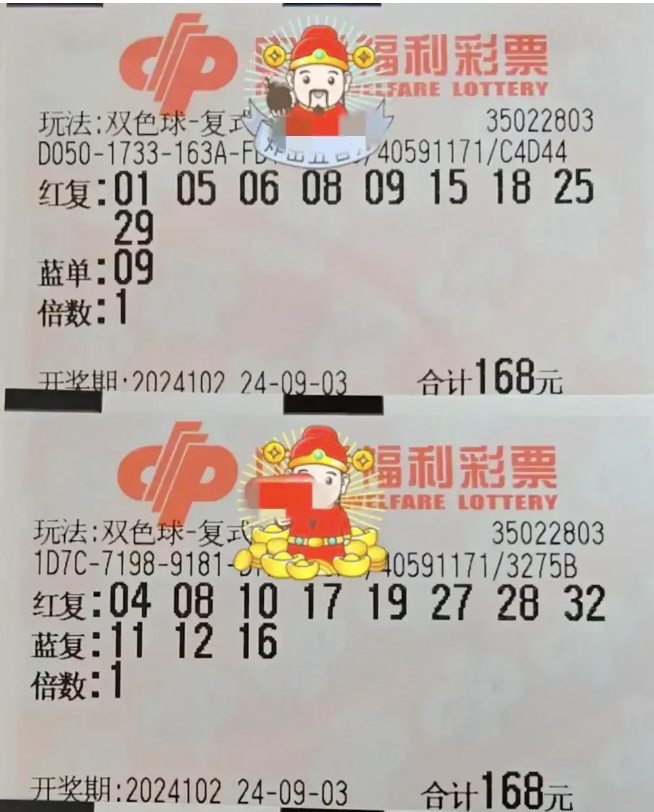 福利彩票
WELFARE LOTTERY
玩法:双色球-复式
35022803
D050-1733-163A-FD /40591171/C4D44
红复:01 05 06 08 09 15 18 25
29
蓝单:09
倍数:1
开奖期:2024102 24-09-03 合计168元
福利彩票
WELFARE LOTTERY
玩法:双色球-复式
35022803
1D7C-7198-9181- /40591171/3275B
红复:04 08 10 17 19 27 28 32
蓝复:11 12 16
倍数:1
开奖期:2024102 24-09-03 合计168元